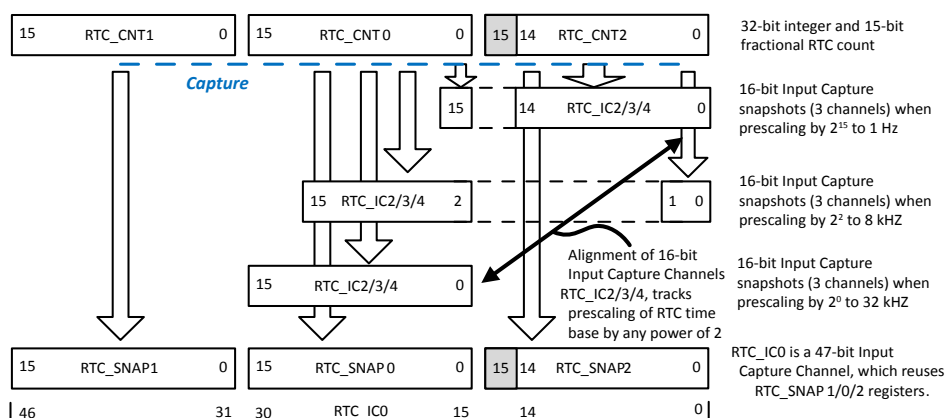 15 RTC_CNT1 0 15 RTC_CNT0 0 15 14 RTC_CNT2 0
32-bit integer and 15-bit
fractional RTC count
Capture
15 14 RTC_IC2/3/4 0
16-bit Input Capture
snapshots (3 channels) when
prescaling by 2¹⁵ to 1 Hz
15 RTC_IC2/3/4 2 1 0
16-bit Input Capture
snapshots (3 channels) when
prescaling by 2² to 8 kHZ
15 RTC_IC2/3/4 0
Alignment of 16-bit
Input Capture Channels
RTC_IC2/3/4, tracks
prescaling of RTC time
base by any power of 2
16-bit Input Capture
snapshots (3 channels) when
prescaling by 2⁰ to 32 kHZ
15 RTC_SNAP1 0 15 RTC_SNAP0 0 15 14 RTC_SNAP2 0
RTC_IC0 is a 47-bit Input
Capture Channel, which reuses
RTC_SNAP 1/0/2 registers.
46 31 30 RTC_IC0 15 14 0